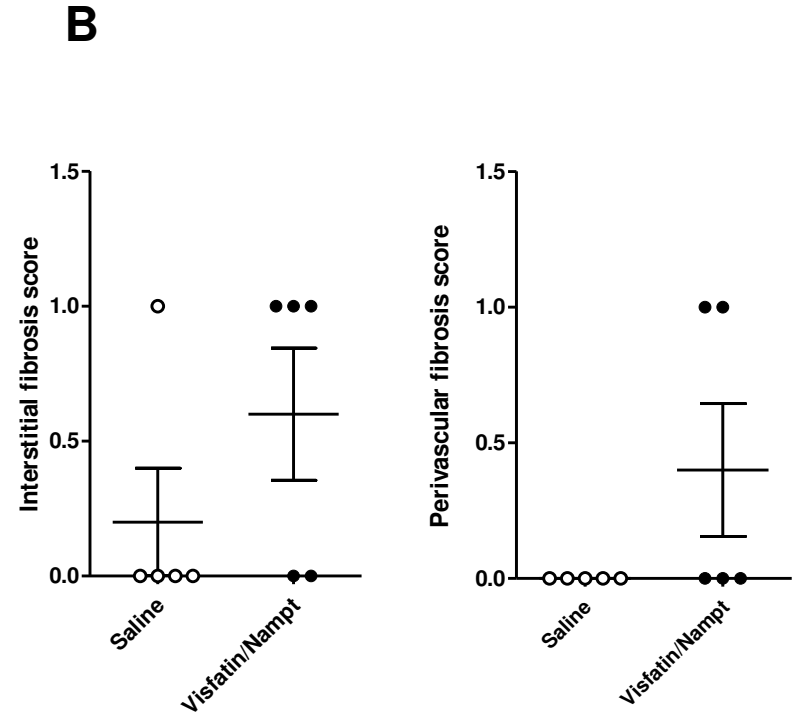 B
Interstitial fibrosis score
1.5
1.0
0.5
0.0
Saline
Visfatin/Nampt
Perivascular fibrosis score
1.5
1.0
0.5
0.0
Saline
Visfatin/Nampt